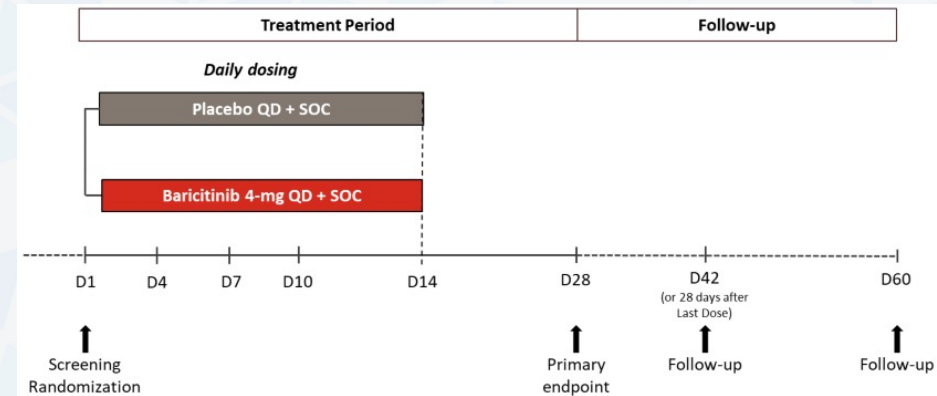 Treatment Period
Follow-up
Daily dosing
Placebo QD + SOC
Baricitinib 4-mg QD + SOC
D1
D4
D7
D10
D14
D28
D42
(or 28 days after
Last Dose)
D60
Screening
Randomization
Primary
endpoint
Follow-up
Follow-up